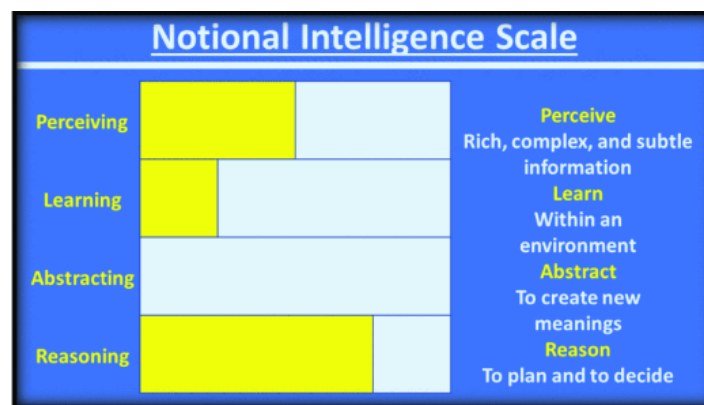 Notional Intelligence Scale
Perceiving
Learning
Abstracting
Reasoning
Perceive
Rich, complex, and subtle
information
Learn
Within an
environment
Abstract
To create new
meanings
Reason
To plan and to decide